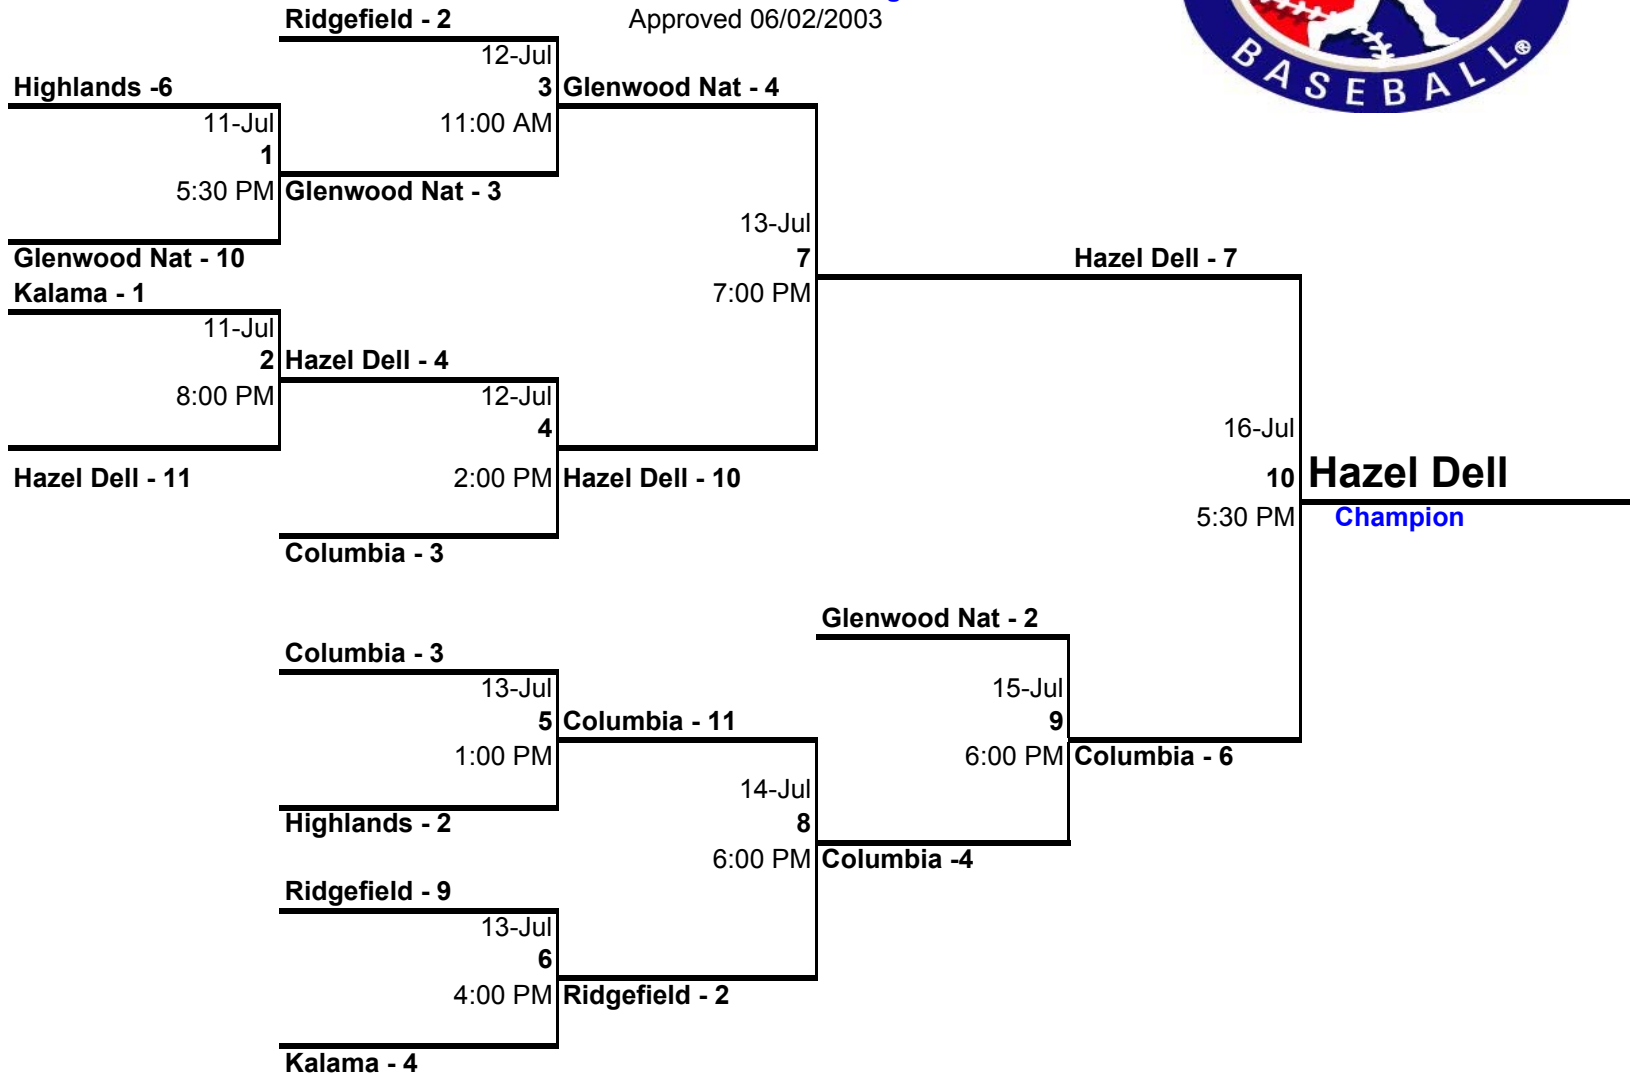 Ridgefield - 2
Approved 06/02/2003
BASEBALL®
12-Jul
Highlands -6
3 Glenwood Nat - 4
11-Jul
11:00 AM
1
5:30 PM Glenwood Nat - 3
13-Jul
Glenwood Nat - 10
7
Hazel Dell - 7
Kalama - 1
7:00 PM
11-Jul
2 Hazel Dell - 4
8:00 PM
12-Jul
4
16-Jul
Hazel Dell - 11
2:00 PM Hazel Dell - 10
10 Hazel Dell
5:30 PM Champion
Columbia - 3
Glenwood Nat - 2
Columbia - 3
13-Jul
15-Jul
5 Columbia - 11
9
1:00 PM
6:00 PM Columbia - 6
14-Jul
Highlands - 2
8
6:00 PM Columbia -4
Ridgefield - 9
13-Jul
6
4:00 PM Ridgefield - 2
Kalama - 4